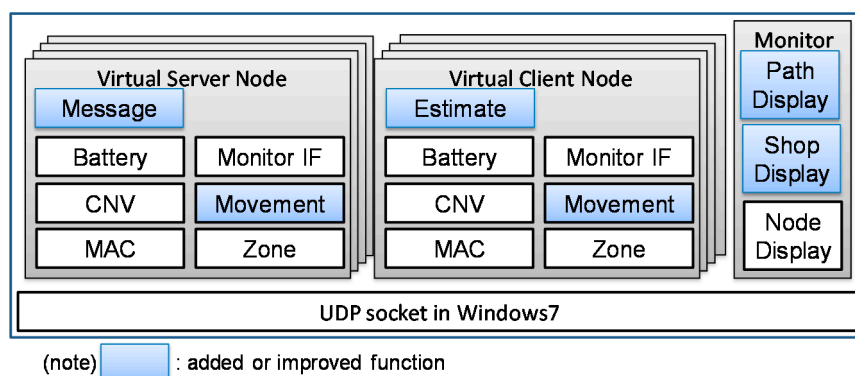 Virtual Server Node
Message
Battery
Monitor IF
CNV
Movement
MAC
Zone
Virtual Client Node
Estimate
Battery
Monitor IF
CNV
Movement
MAC
Zone
Monitor
Path
Display
Shop
Display
Node
Display
UDP socket in Windows7
(note) : added or improved function